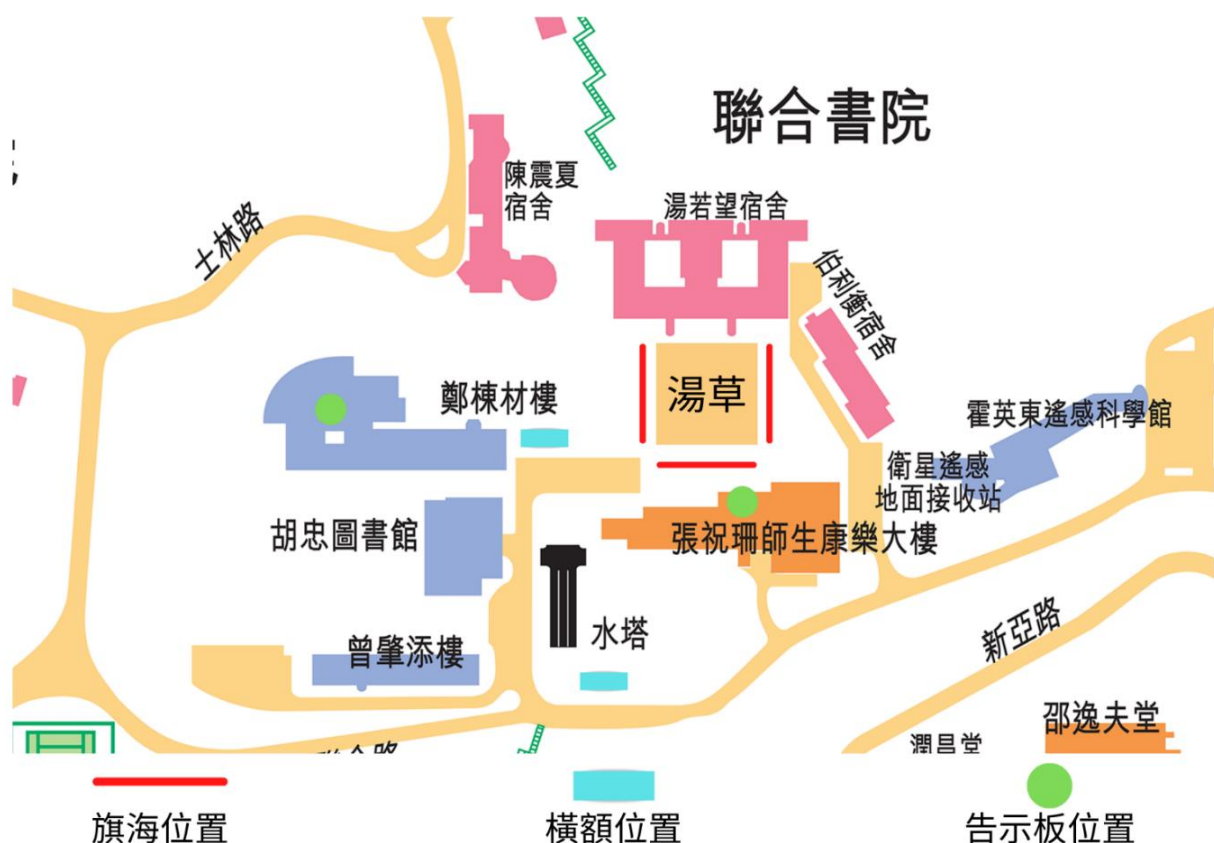 聯合書院
陳震夏
宿舍
湯若望宿舍
士林路
伯利衡宿舍
鄭棟材樓
湯草
霍英東遙感科學館
衛星遙感
地面接收站
胡忠圖書館
張祝珊師生康樂大樓
水塔
新亞路
曾肇添樓
邵逸夫堂
潤昌堂
旗海位置
橫額位置
告示板位置